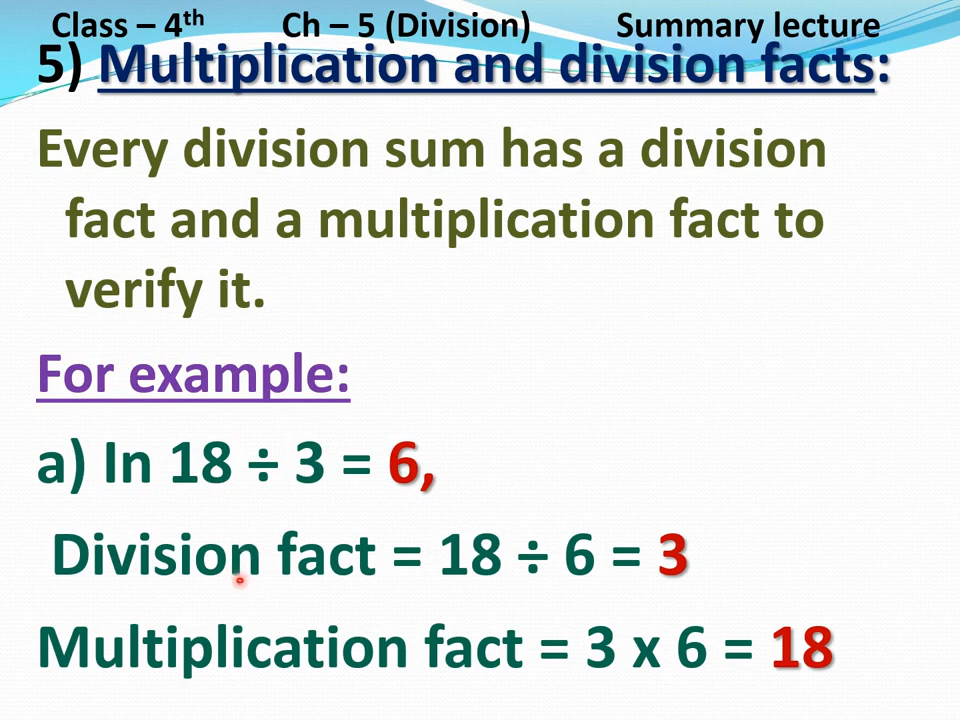 Class – 4th Ch – 5 (Division) Summary lecture
5) Multiplication and division facts:
Every division sum has a division
fact and a multiplication fact to
verify it.
For example:
a) In 18 ÷ 3 = 6,
Division fact = 18 ÷ 6 = 3
Multiplication fact = 3 x 6 = 18